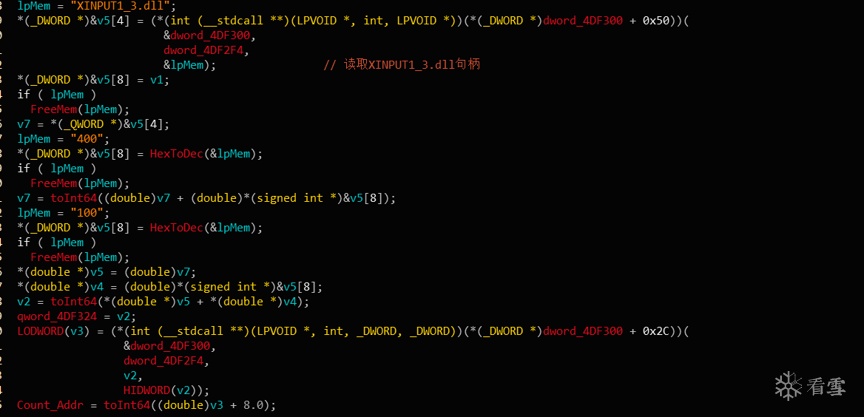 lpMem = "XINPUT1_3.dll";
*(_DWORD *)&v5[4] = (*(int (__stdcall **)(LPVOID *, int, LPVOID *))(*(_DWORD *)dword_4DF300 + 0x50))(
&dword_4DF300,
dword_4DF2F4,
&lpMem); // 读取XINPUT1_3.dll句柄
*(_DWORD *)&v5[8] = v1;
if ( lpMem )
FreeMem(lpMem);
v7 = *(_QWORD *)&v5[4];
lpMem = "400";
*(_DWORD *)&v5[8] = HexToDec(&lpMem);
if ( lpMem )
FreeMem(lpMem);
v7 = toInt64((double)v7 + (double)*(signed int *)&v5[8]);
lpMem = "100";
*(_DWORD *)&v5[8] = HexToDec(&lpMem);
if ( lpMem )
FreeMem(lpMem);
*(double *)v5 = (double)v7;
*(double *)v4 = (double)*(signed int *)&v5[8];
v2 = toInt64(*(double *)v5 + *(double *)v4);
qword_4DF324 = v2;
LODWORD(v3) = (*(int (__stdcall **)(LPVOID *, int, _DWORD, _DWORD))(*(_DWORD *)dword_4DF300 + 0x2C))(
&dword_4DF300,
dword_4DF2F4,
v2,
HIDWORD(v2));
Count_Addr = toInt64((double)v3 + 8.0);
看雪